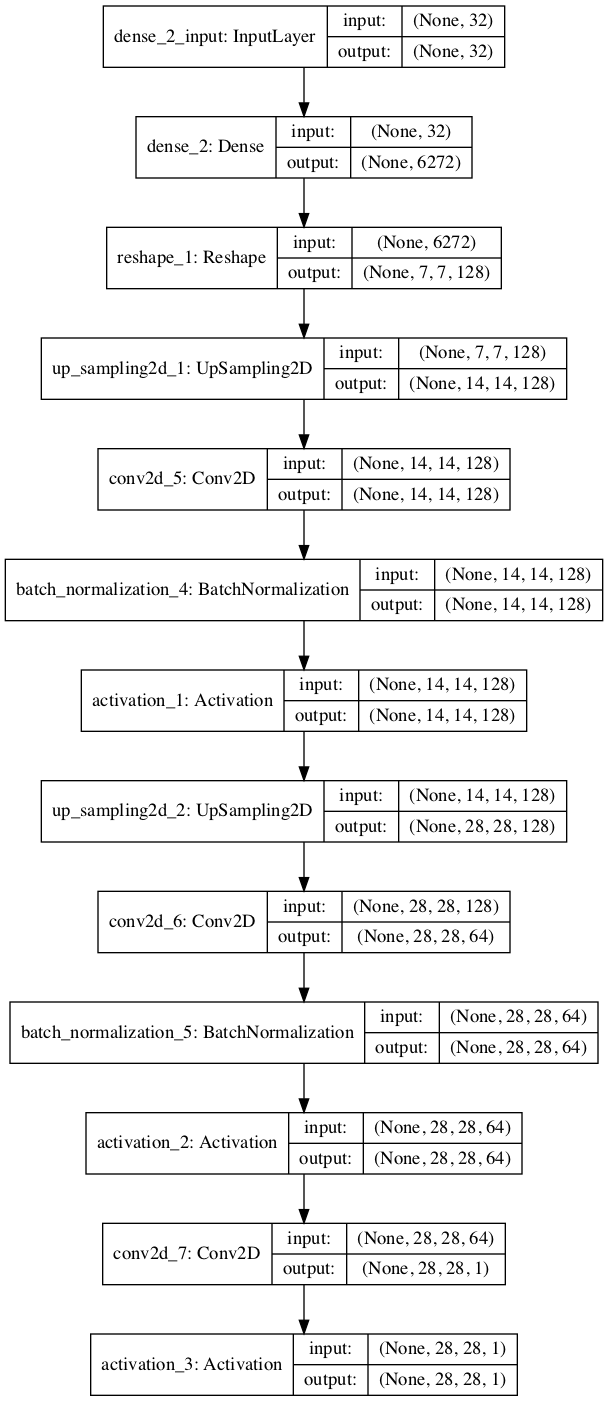 dense_2_input: InputLayer
input: (None, 32)
output: (None, 32)
dense_2: Dense
input: (None, 32)
output: (None, 6272)
reshape_1: Reshape
input: (None, 6272)
output: (None, 7, 7, 128)
up_sampling2d_1: UpSampling2D
input: (None, 7, 7, 128)
output: (None, 14, 14, 128)
conv2d_5: Conv2D
input: (None, 14, 14, 128)
output: (None, 14, 14, 128)
batch_normalization_4: BatchNormalization
input: (None, 14, 14, 128)
output: (None, 14, 14, 128)
activation_1: Activation
input: (None, 14, 14, 128)
output: (None, 14, 14, 128)
up_sampling2d_2: UpSampling2D
input: (None, 14, 14, 128)
output: (None, 28, 28, 128)
conv2d_6: Conv2D
input: (None, 28, 28, 128)
output: (None, 28, 28, 64)
batch_normalization_5: BatchNormalization
input: (None, 28, 28, 64)
output: (None, 28, 28, 64)
activation_2: Activation
input: (None, 28, 28, 64)
output: (None, 28, 28, 64)
conv2d_7: Conv2D
input: (None, 28, 28, 64)
output: (None, 28, 28, 1)
activation_3: Activation
input: (None, 28, 28, 1)
output: (None, 28, 28, 1)